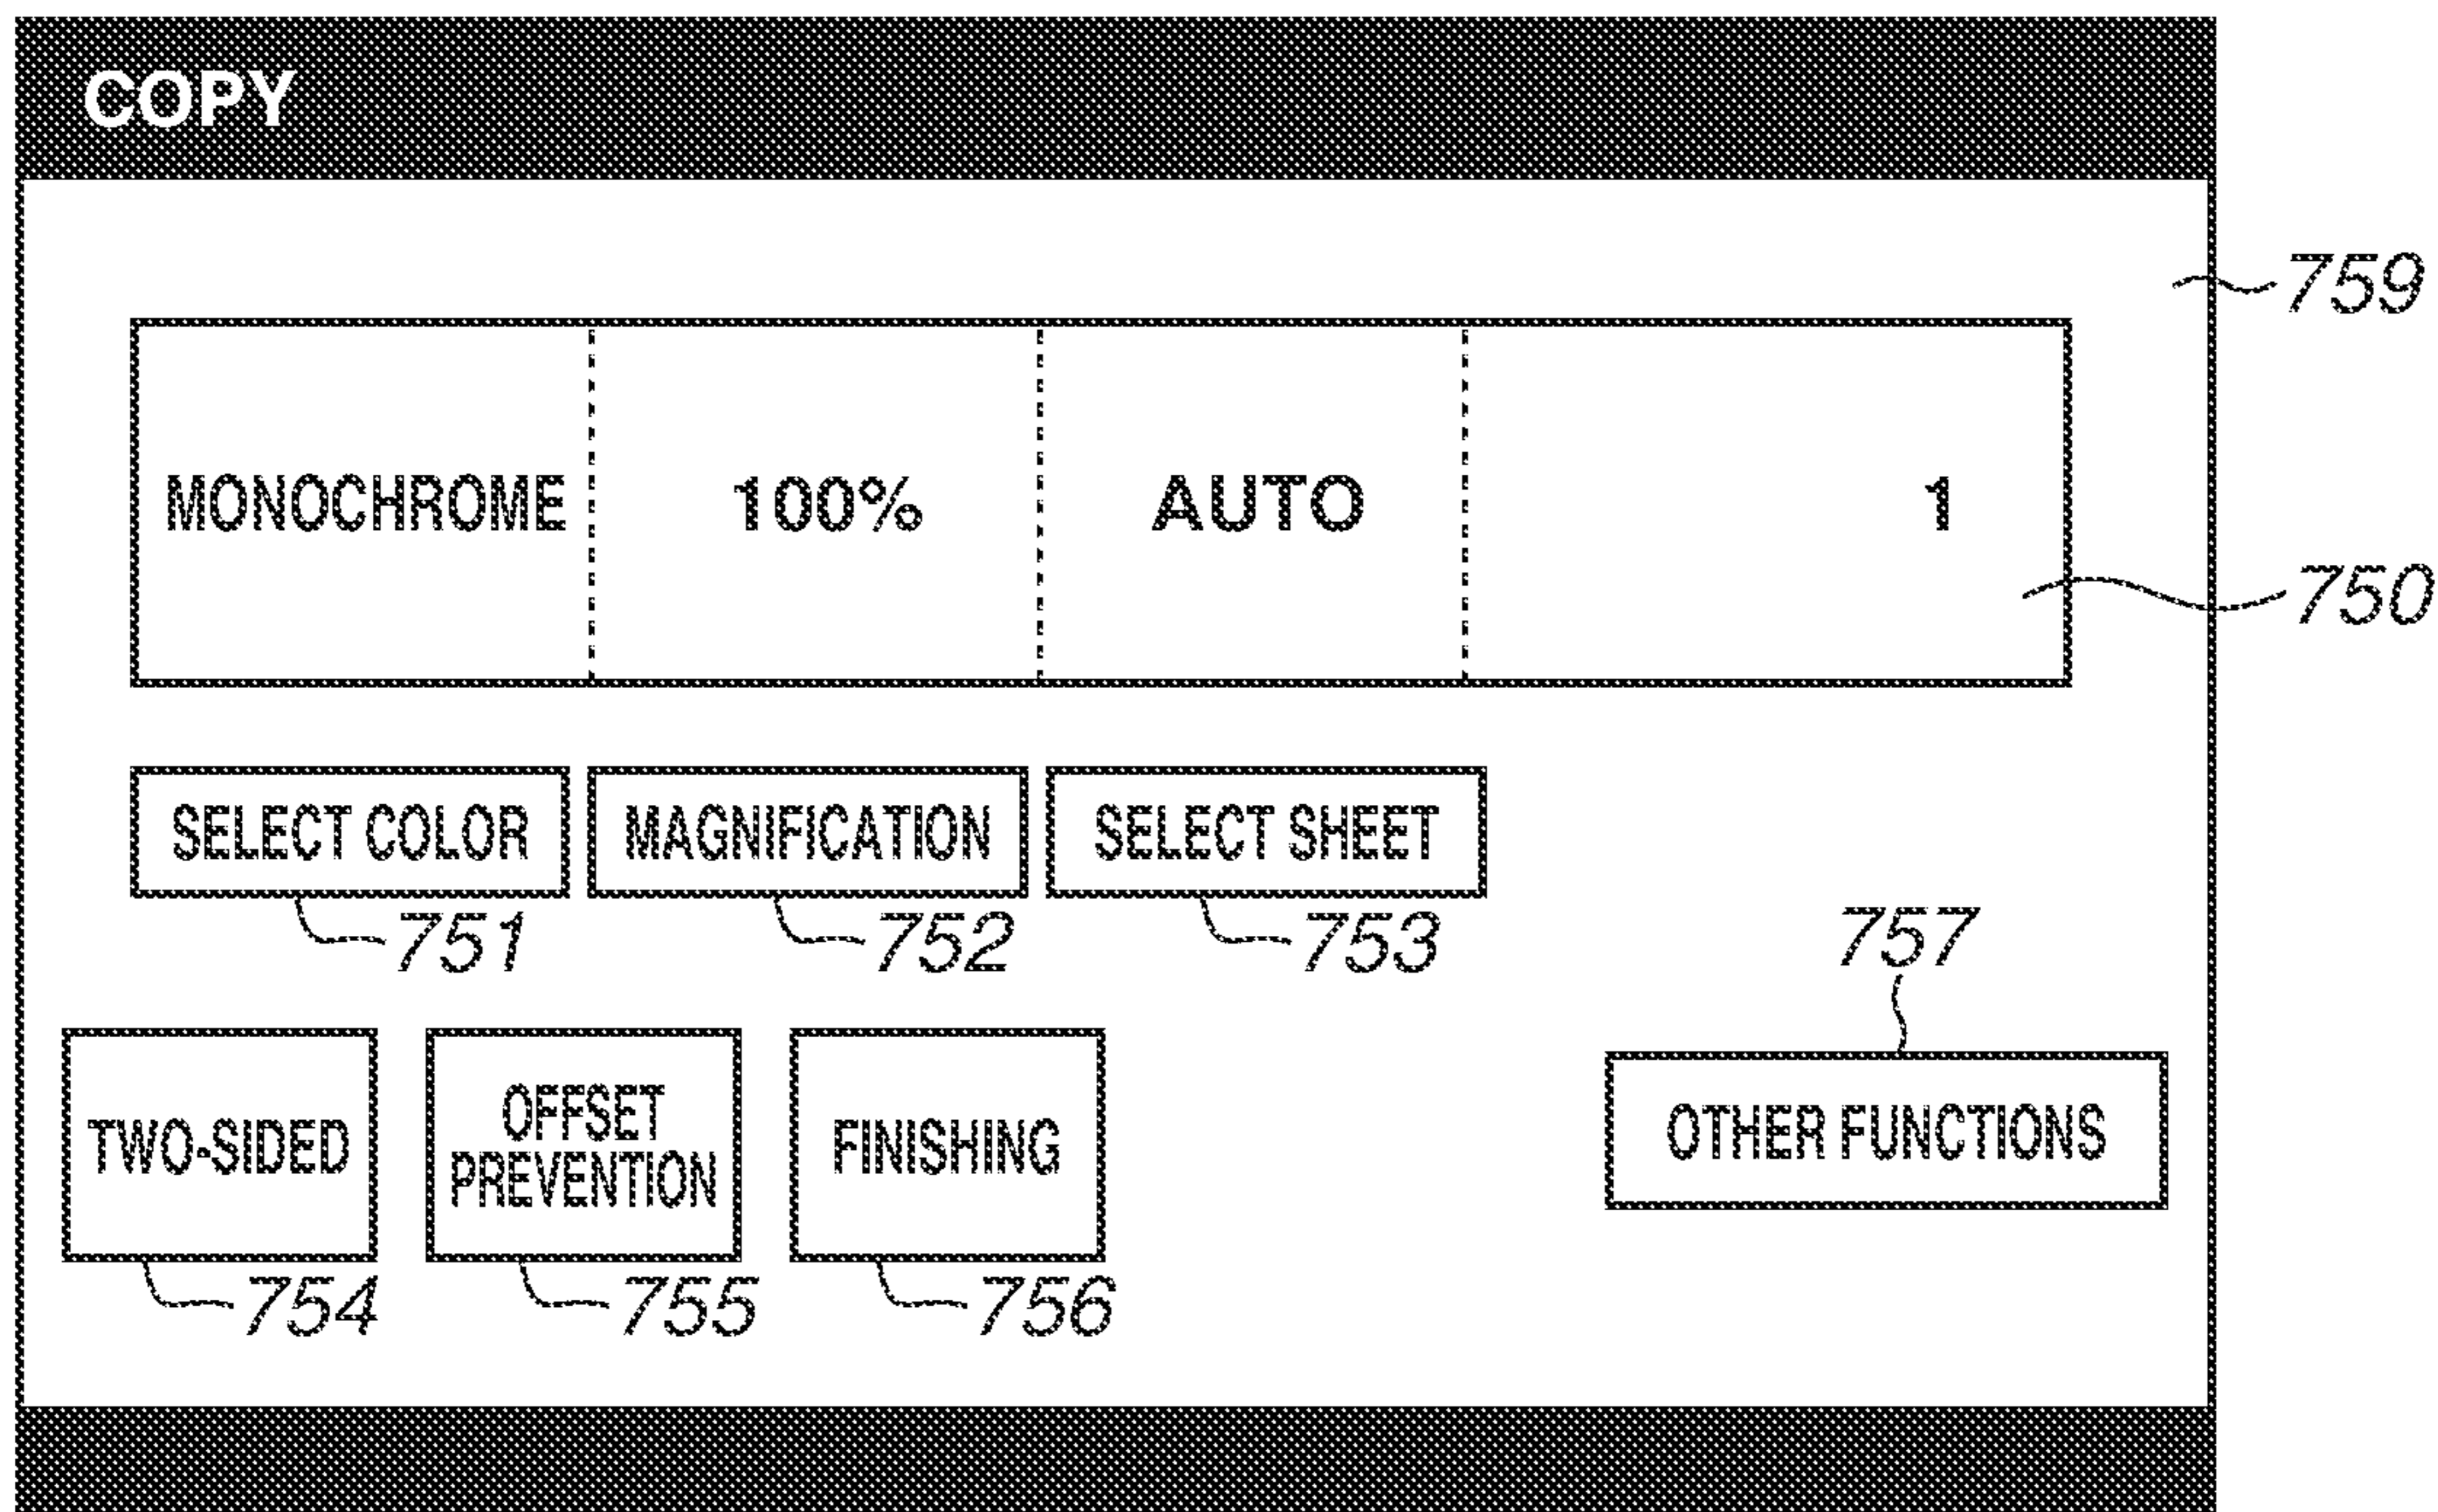 COPY
759
MONOCHROME 100% AUTO 1
750
SELECT COLOR MAGNIFICATION SELECT SHEET
751 752 753 757
TWO-SIDED OFFSET PREVENTION FINISHING OTHER FUNCTIONS
754 755 756